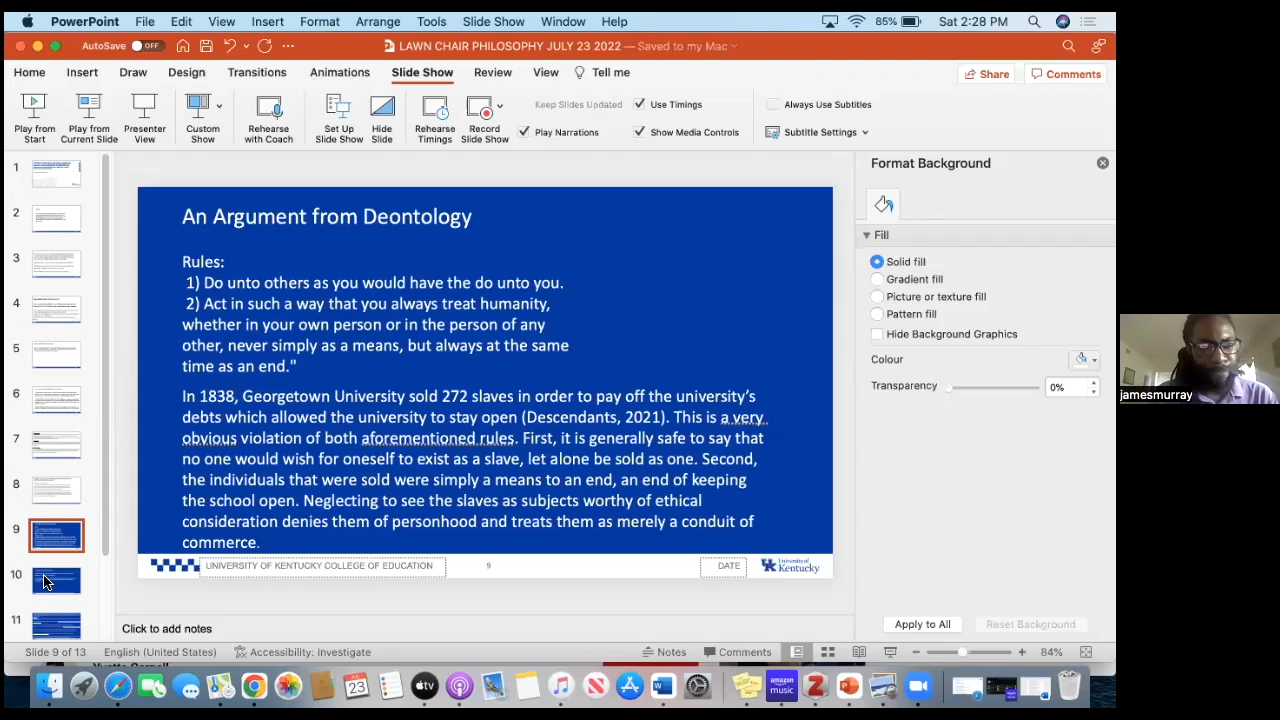 PowerPoint File Edit View Insert Format Arrange Tools Slide Show Window Help 85% Sat 2:28 PM
AutoSave OFF LAWN CHAIR PHILOSOPHY JULY 23 2022 — Saved to my Mac
Home Insert Draw Design Transitions Animations Slide Show Review View Tell me Share Comments
Play from Start
Play from Current Slide
Presenter View
Custom Show
Rehearse with Coach
Set Up Slide Show
Hide Slide
Rehearse Timings
Record Slide Show
Keep Slides Updated Use Timings
Play Narrations Show Media Controls
Always Use Subtitles
Subtitle Settings
1
2
3
4
5
6
8
9
10
11
An Argument from Deontology
Rules:
1) Do unto others as you would have the do unto you.
2) Act in such a way that you always treat humanity,
whether in your own person or in the person of any
other, never simply as a means, but always at the same
time as an end."
In 1838, Georgetown University sold 272 slaves in order to pay off the university's
debts which allowed the university to stay open (Descendants, 2021). This is a very
obvious violation of both aforementioned rules. First, it is generally safe to say that
no one would wish for oneself to exist as a slave, let alone be sold as one. Second,
the individuals that were sold were simply a means to an end, an end of keeping
the school open. Neglecting to see the slaves as subjects worthy of ethical
consideration denies them of personhood and treats them as merely a conduit of
commerce.
UNIVERSITY OF KENTUCKY COLLEGE OF EDUCATION 9 DATE University of Kentucky
Format Background
Fill
Solid fill
Gradient fill
Picture or texture fill
Pattern fill
Hide Background Graphics
Colour
Transparency 0%
Apply to All Reset Background
jamesmurray
Click to add notes
Slide 9 of 13 English (United States) Accessibility: Investigate Notes Comments 84%
JUL
23
tv
amazon music